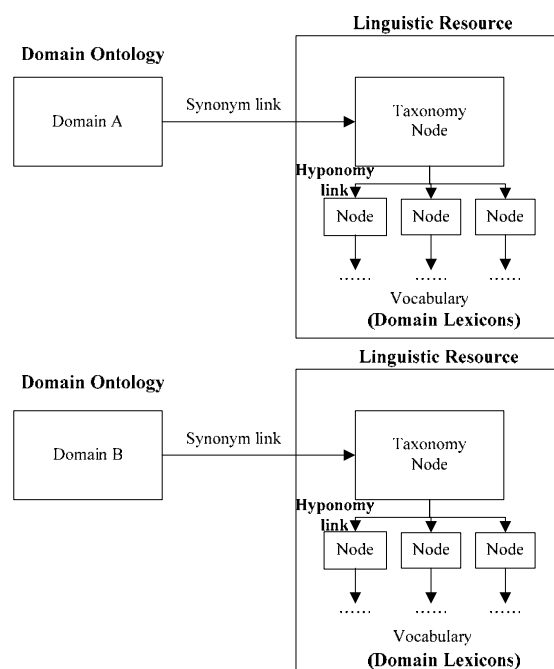 Linguistic Resource
Domain Ontology
Domain A
Synonym link
Taxonomy
Node
Hyponomy
link
Node Node Node
...... ...... ......
Vocabulary
(Domain Lexicons)
Linguistic Resource
Domain Ontology
Domain B
Synonym link
Taxonomy
Node
Hyponomy
link
Node Node Node
...... ...... ......
Vocabulary
(Domain Lexicons)